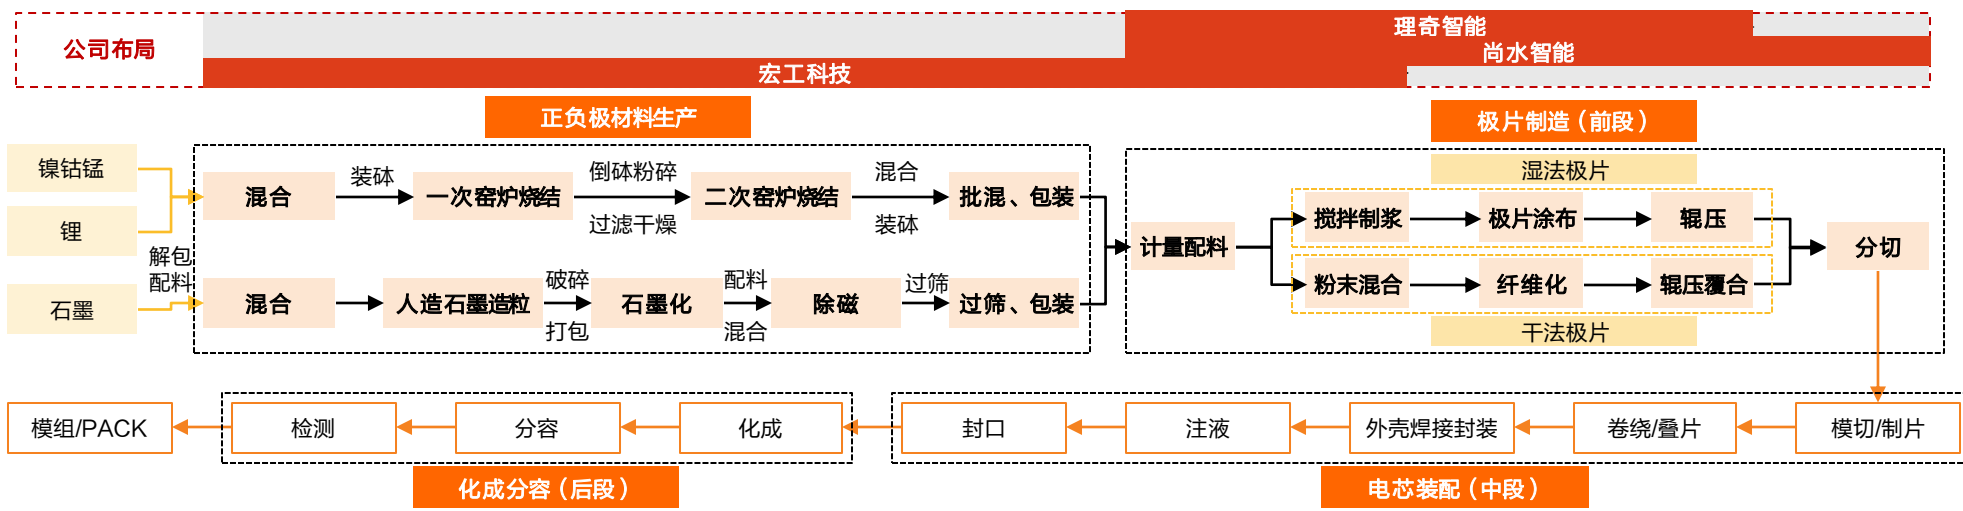 公司布局
理奇智能
尚水智能
宏工科技
正负极材料生产
极片制造（前段）
镍钴锰
锂
石墨
解包
配料
混合
装钵
一次窑炉烧结
倒钵粉碎
过滤干燥
二次窑炉烧结
混合
装钵
批混、包装
混合
人造石墨造粒
破碎
打包
石墨化
配料
混合
除磁
过筛
过筛、包装
计量配料
湿法极片
搅拌制浆
极片涂布
辊压
粉末混合
纤维化
辊压覆合
干法极片
分切
模组/PACK
检测
分容
化成
封口
注液
外壳焊接封装
卷绕/叠片
模切/制片
化成分容（后段）
电芯装配（中段）